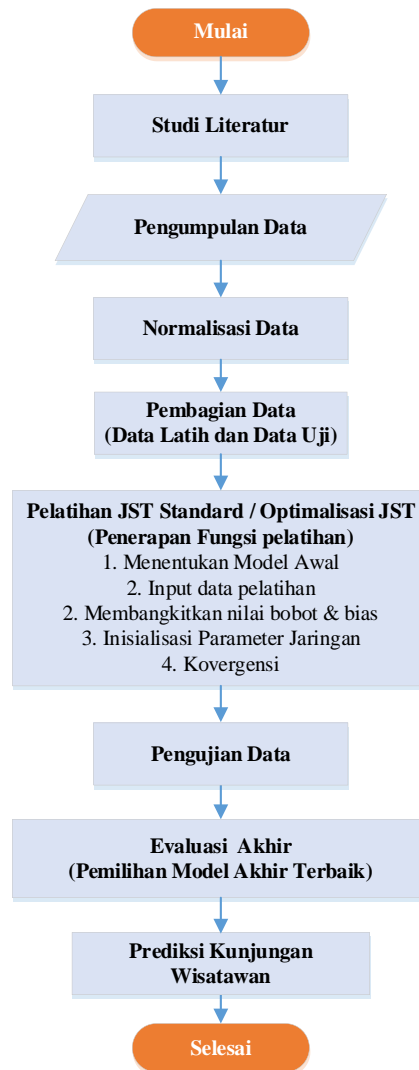 Mulai
Studi Literatur
Pengumpulan Data
Normalisasi Data
Pembagian Data
(Data Latih dan Data Uji)
Pelatihan JST Standard / Optimalisasi JST
(Penerapan Fungsi pelatihan)
1. Menentukan Model Awal
2. Input data pelatihan
2. Membangkitkan nilai bobot & bias
3. Inisialisasi Parameter Jaringan
4. Kovergensi
Pengujian Data
Evaluasi Akhir
(Pemilihan Model Akhir Terbaik)
Prediksi Kunjungan
Wisatawan
Selesai